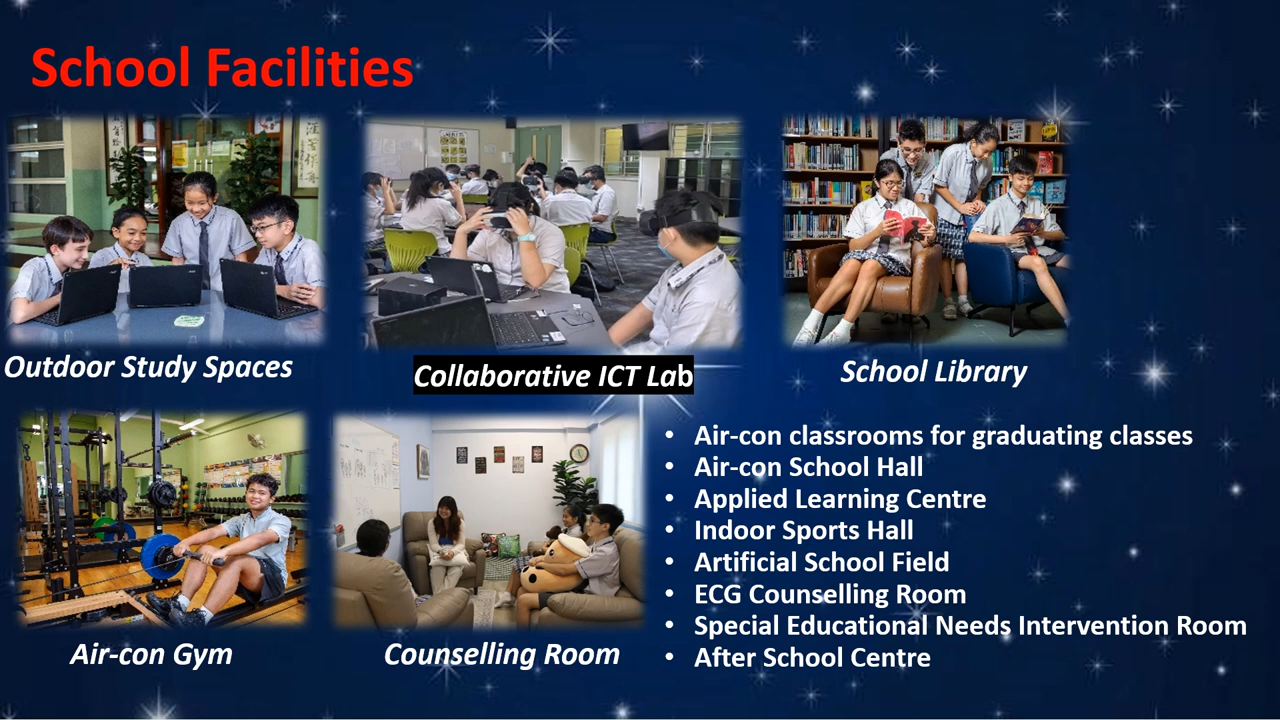 School Facilities
Outdoor Study Spaces
Collaborative ICT Lab
School Library
Air-con Gym
Counselling Room
• Air-con classrooms for graduating classes
• Air-con School Hall
• Applied Learning Centre
• Indoor Sports Hall
• Artificial School Field
• ECG Counselling Room
• Special Educational Needs Intervention Room
• After School Centre